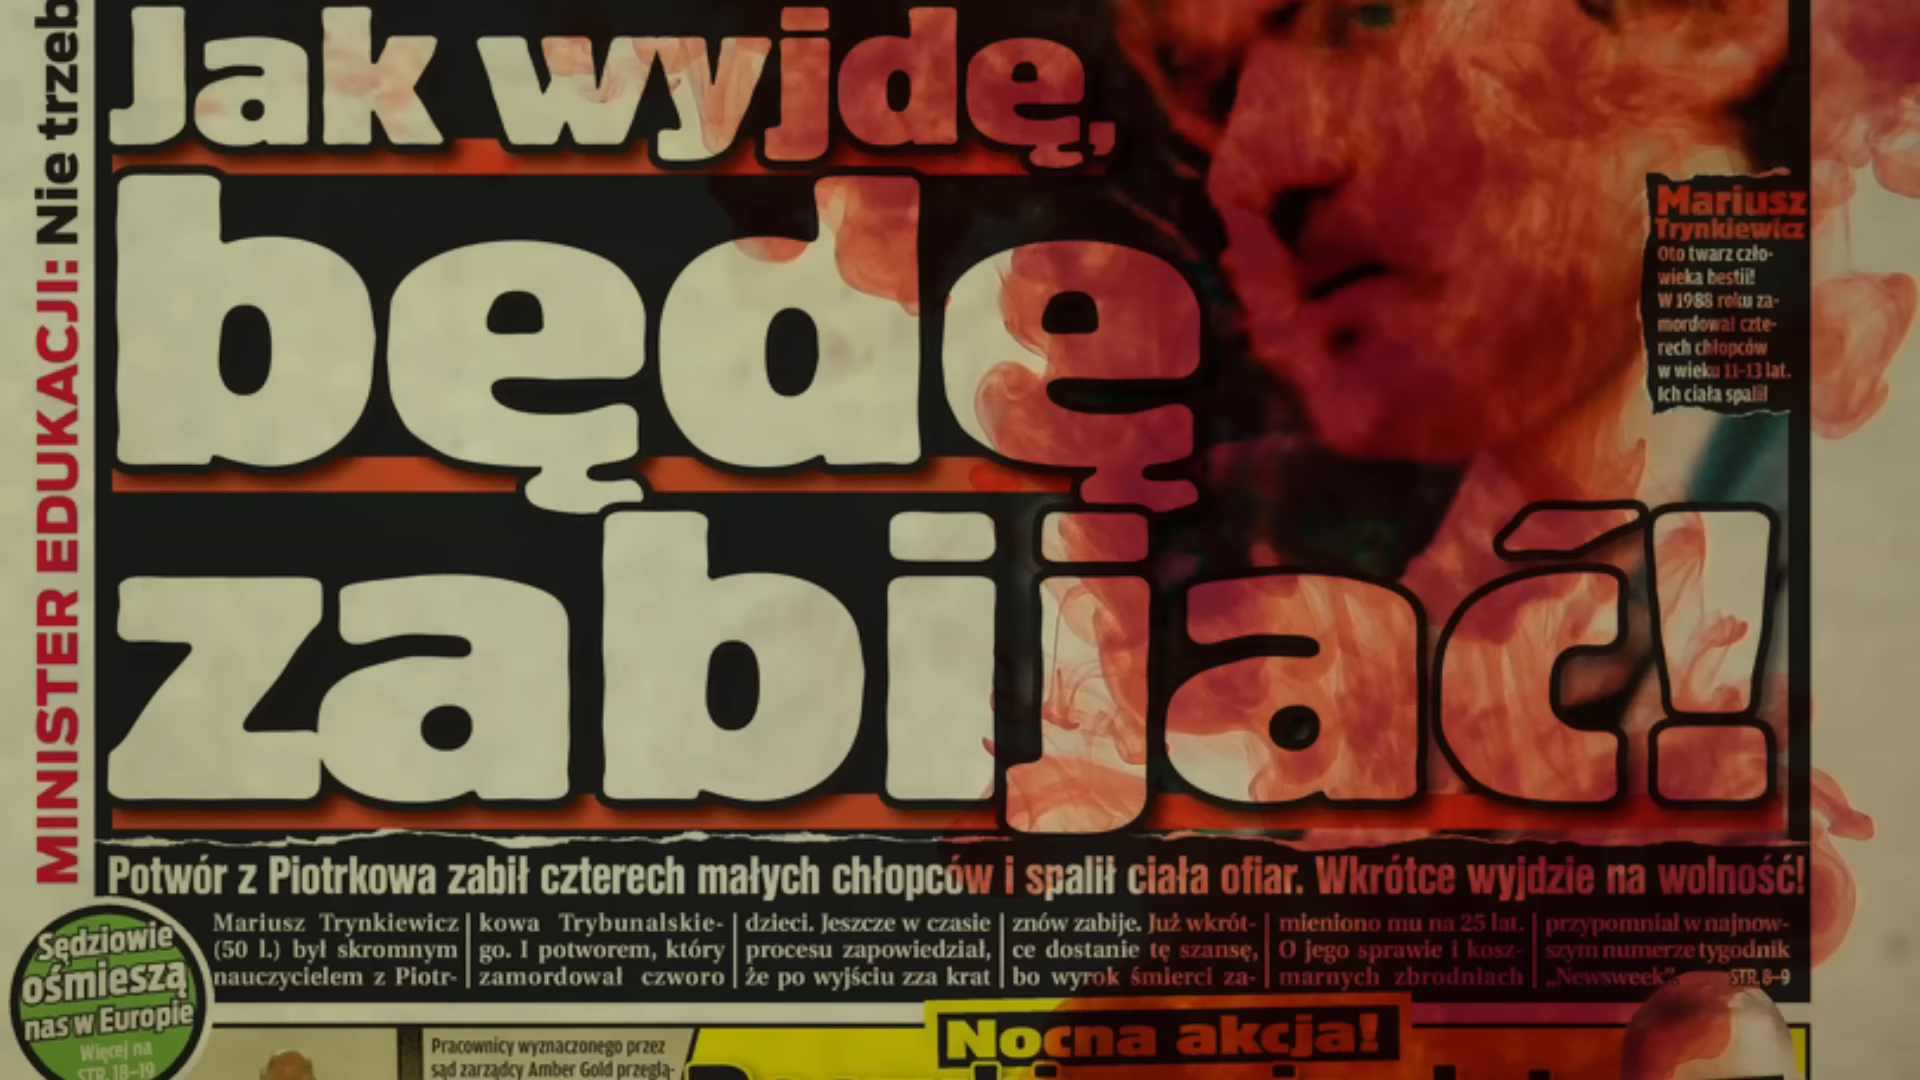 MINISTER EDUKACJI: Nie trzeb
Jak wyjdę,
będę
zabijać!
Mariusz
Trynkiewicz
Oto twarz czło-
wieka bestii!
W 1988 roku za-
mordował czte-
rech chłopców
w wieku 11-13 lat.
Ich ciała spalił
Potwór z Piotrkowa zabił czterech małych chłopców i spalił ciała ofiar. Wkrótce wyjdzie na wolność!
Mariusz Trynkiewicz
(50 l.) był skromnym
nauczycielem z Piotr-
kowa Trybunalskie-
go. I potworem, który
zamordował czworo
dzieci. Jeszcze w czasie
procesu zapowiedział,
że po wyjściu zza krat
znów zabije. Już wkrót-
ce dostanie tę szansę,
bo wyrok śmierci za-
mieniono mu na 25 lat.
O jego sprawie i kosz-
marnych zbrodniach
przypomniał w najnow-
szym numerze tygodnik
„Newsweek”. STR. 8–9
Sędziowie
ośmieszą
nas w Europie
Więcej na
STR. 18–19
Pracownicy wyznaczonego przez
sąd zarządcy Amber Gold przeglą-
Nocna akcja!